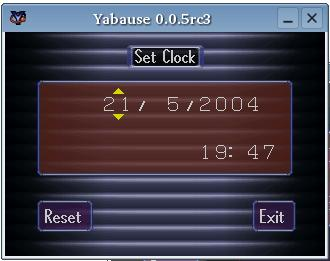 Yabause 0.0.5rc3
Set Clock
21/ 5/2004
19: 47
Reset
Exit